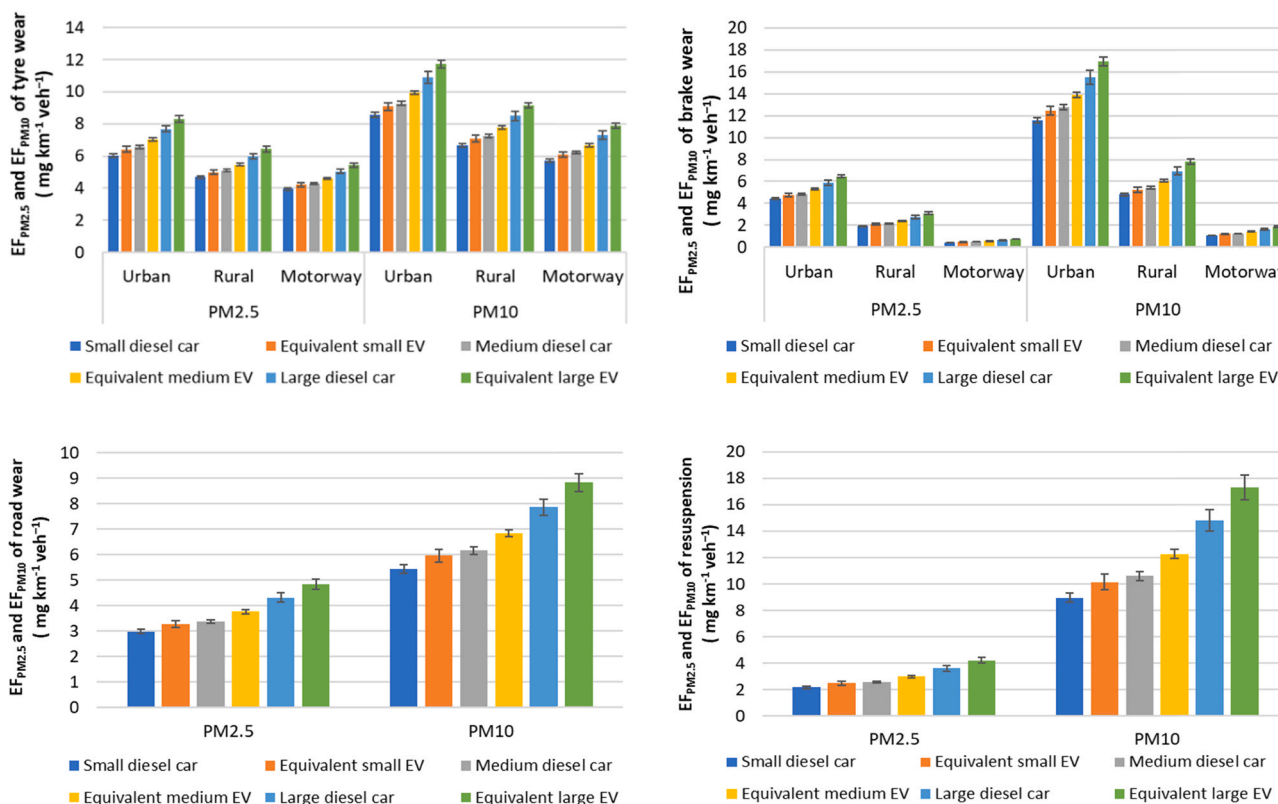 EF_PM2.5 and EF_PM10 of tyre wear
( mg km⁻¹ veh⁻¹)
14
12
10
8
6
4
2
0
Urban Rural Motorway Urban Rural Motorway
PM2.5 PM10
Small diesel car Equivalent small EV Medium diesel car
Equivalent medium EV Large diesel car Equivalent large EV
EF_PM2.5 and EF_PM10 of brake wear
( mg km⁻¹ veh⁻¹)
20
18
16
14
12
10
8
6
4
2
0
Urban Rural Motorway Urban Rural Motorway
PM2.5 PM10
Small diesel car Equivalent small EV Medium diesel car
Equivalent medium EV Large diesel car Equivalent large EV
EF_PM2.5 and EF_PM10 of road wear
( mg km⁻¹ veh⁻¹)
10
9
8
7
6
5
4
3
2
1
0
PM2.5 PM10
Small diesel car Equivalent small EV Medium diesel car
Equivalent medium EV Large diesel car Equivalent large EV
EF_PM2.5 and EF_PM10 of resuspension
( mg km⁻¹ veh⁻¹)
20
18
16
14
12
10
8
6
4
2
0
PM2.5 PM10
Small diesel car Equivalent small EV Medium diesel car
Equivalent medium EV Large diesel car Equivalent large EV